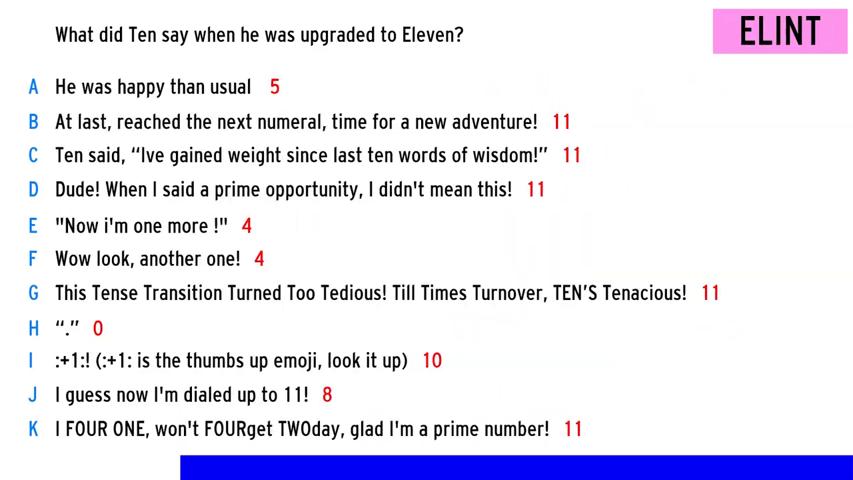 What did Ten say when he was upgraded to Eleven?
ELINT
A He was happy than usual 5
B At last, reached the next numeral, time for a new adventure! 11
C Ten said, “Ive gained weight since last ten words of wisdom!” 11
D Dude! When I said a prime opportunity, I didn't mean this! 11
E "Now i'm one more !" 4
F Wow look, another one! 4
G This Tense Transition Turned Too Tedious! Till Times Turnover, TEN’S Tenacious! 11
H “.” 0
I :+1:! (:+1: is the thumbs up emoji, look it up) 10
J I guess now I'm dialed up to 11! 8
K I FOUR ONE, won't FOURget TWOday, glad I'm a prime number! 11